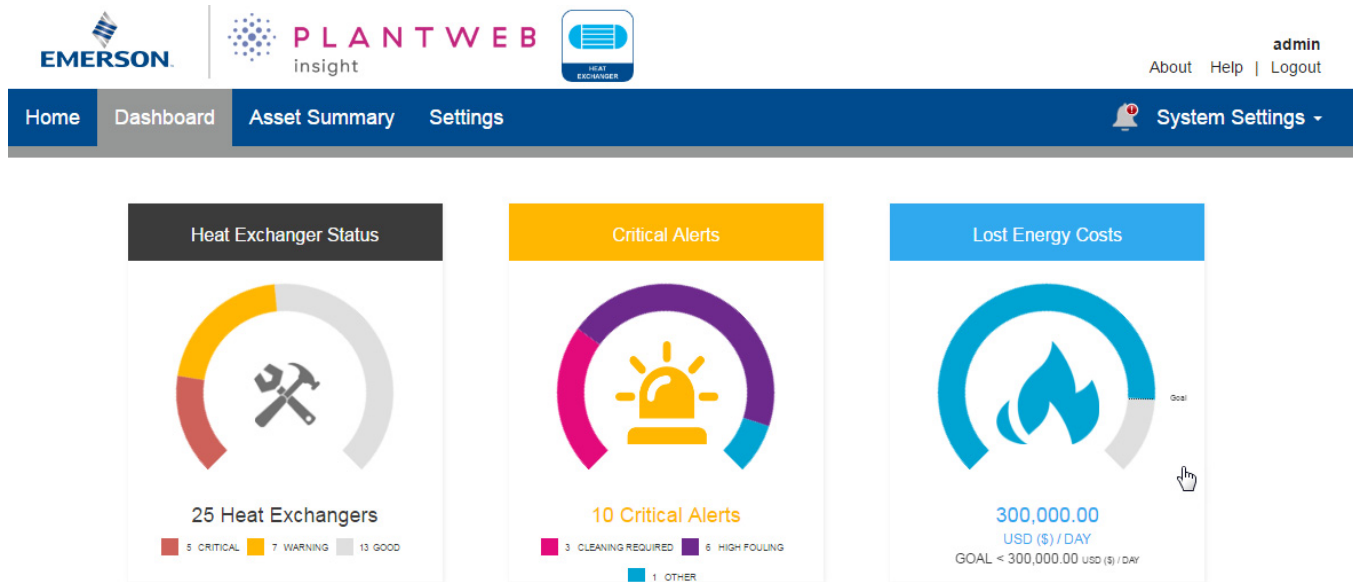 EMERSON.
PLANTWEB
insight
HEAT
EXCHANGER
admin
About Help | Logout
Home Dashboard Asset Summary Settings System Settings
Heat Exchanger Status
25 Heat Exchangers
5 CRITICAL 7 WARNING 13 GOOD
Critical Alerts
10 Critical Alerts
3 CLEANING REQUIRED 6 HIGH FOULING
1 OTHER
Lost Energy Costs
Goal
300,000.00
USD ($) / DAY
GOAL < 300,000.00 USD ($) / DAY